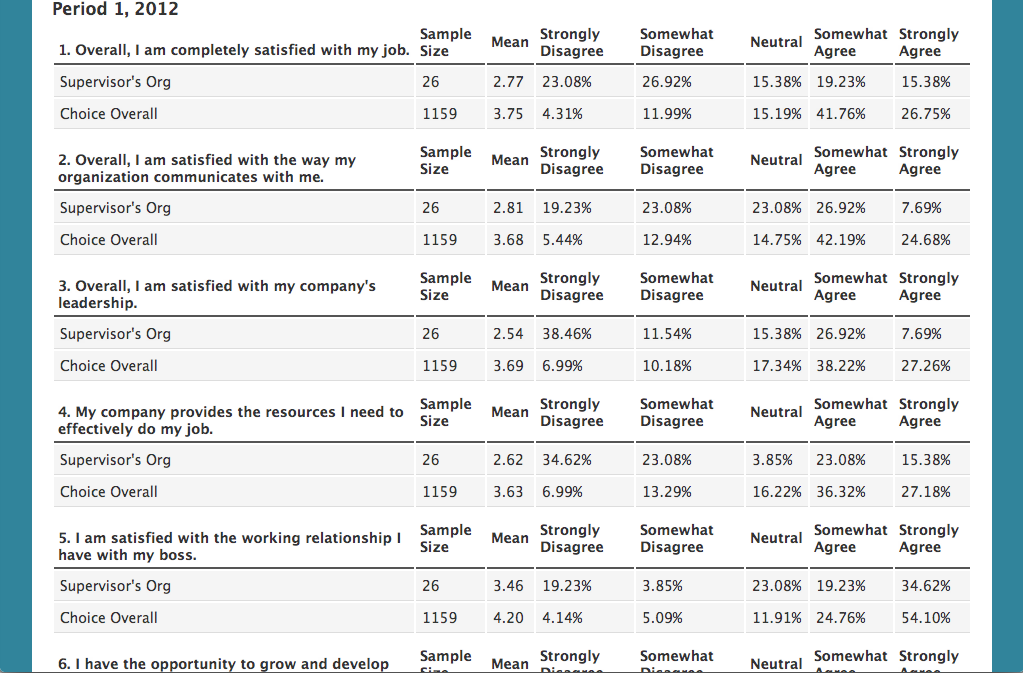 Period 1, 2012
1. Overall, I am completely satisfied with my job. Sample Size Mean Strongly Disagree Somewhat Disagree Neutral Somewhat Agree Strongly Agree
Supervisor's Org 26 2.77 23.08% 26.92% 15.38% 19.23% 15.38%
Choice Overall 1159 3.75 4.31% 11.99% 15.19% 41.76% 26.75%
2. Overall, I am satisfied with the way my organization communicates with me. Sample Size Mean Strongly Disagree Somewhat Disagree Neutral Somewhat Agree Strongly Agree
Supervisor's Org 26 2.81 19.23% 23.08% 23.08% 26.92% 7.69%
Choice Overall 1159 3.68 5.44% 12.94% 14.75% 42.19% 24.68%
3. Overall, I am satisfied with my company's leadership. Sample Size Mean Strongly Disagree Somewhat Disagree Neutral Somewhat Agree Strongly Agree
Supervisor's Org 26 2.54 38.46% 11.54% 15.38% 26.92% 7.69%
Choice Overall 1159 3.69 6.99% 10.18% 17.34% 38.22% 27.26%
4. My company provides the resources I need to effectively do my job. Sample Size Mean Strongly Disagree Somewhat Disagree Neutral Somewhat Agree Strongly Agree
Supervisor's Org 26 2.62 34.62% 23.08% 3.85% 23.08% 15.38%
Choice Overall 1159 3.63 6.99% 13.29% 16.22% 36.32% 27.18%
5. I am satisfied with the working relationship I have with my boss. Sample Size Mean Strongly Disagree Somewhat Disagree Neutral Somewhat Agree Strongly Agree
Supervisor's Org 26 3.46 19.23% 3.85% 23.08% 19.23% 34.62%
Choice Overall 1159 4.20 4.14% 5.09% 11.91% 24.76% 54.10%
6. I have the opportunity to grow and develop Sample Mean Strongly Somewhat Neutral Somewhat Strongly